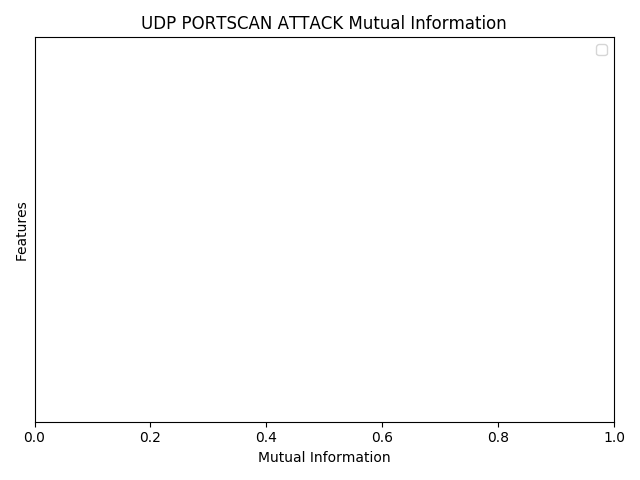 UDP PORTSCAN ATTACK Mutual Information
Features
0.0 0.2 0.4 0.6 0.8 1.0
Mutual Information